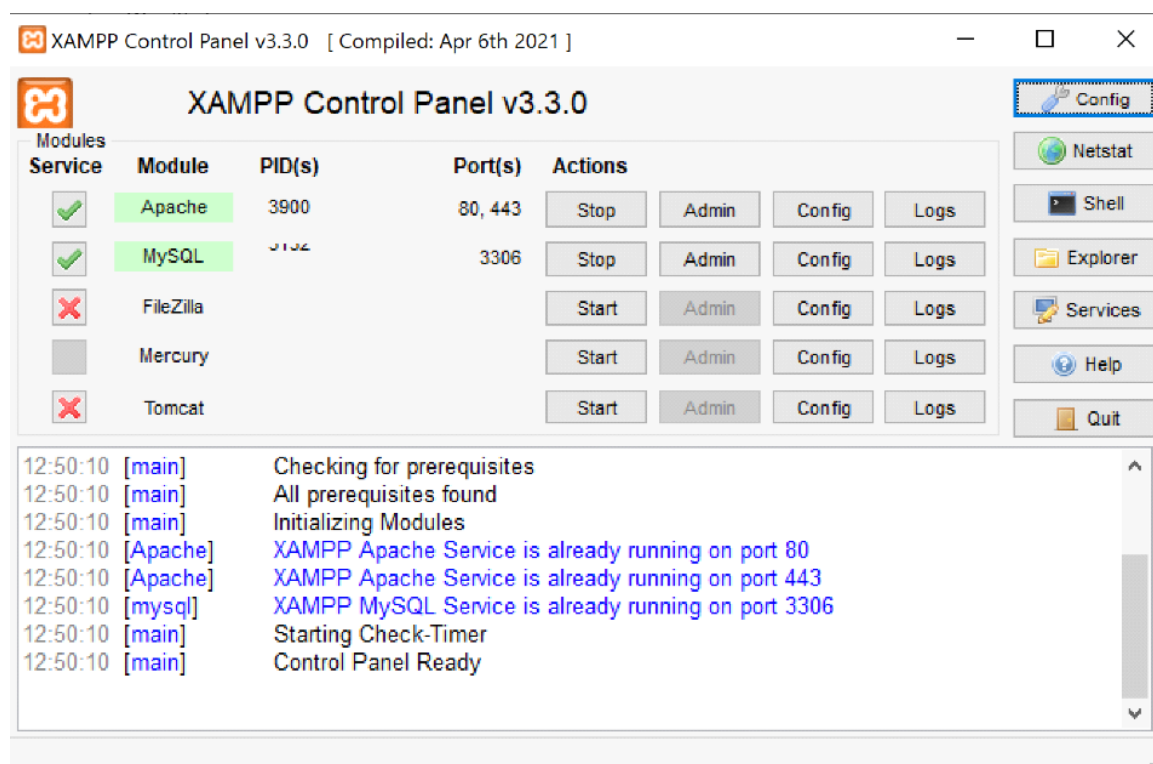 XAMPP Control Panel v3.3.0 [ Compiled: Apr 6th 2021 ]
XAMPP Control Panel v3.3.0
Config
Modules
Netstat
Service Module PID(s) Port(s) Actions
Apache 3900 80, 443 Stop Admin Config Logs
Shell
MySQL 3306 Stop Admin Config Logs
Explorer
FileZilla Start Admin Config Logs
Services
Mercury Start Admin Config Logs
Help
Tomcat Start Admin Config Logs
Quit
12:50:10 [main] Checking for prerequisites
12:50:10 [main] All prerequisites found
12:50:10 [main] Initializing Modules
12:50:10 [Apache] XAMPP Apache Service is already running on port 80
12:50:10 [Apache] XAMPP Apache Service is already running on port 443
12:50:10 [mysql] XAMPP MySQL Service is already running on port 3306
12:50:10 [main] Starting Check-Timer
12:50:10 [main] Control Panel Ready